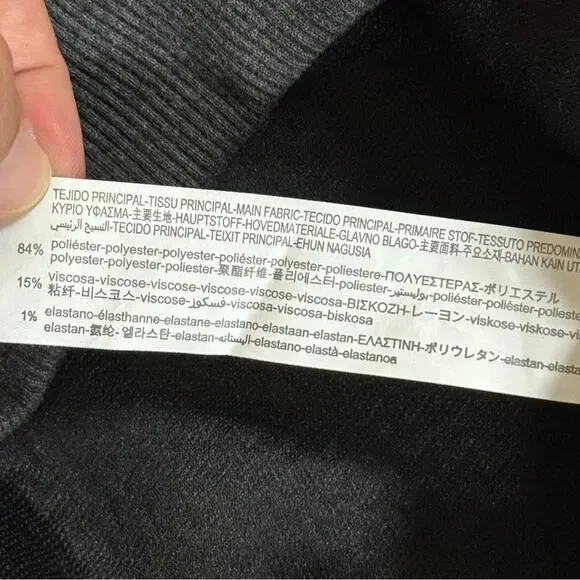 TEJIDO PRINCIPAL-TISSU PRINCIPAL-MAIN FABRIC-TECIDO PRINCIPAL-PRIMAIRE STOF-TESSUTO PREDOMIN
ΚΥΡΙΟ ΥΦΑΣΜΑ-主要生地-HAUPTSTOFF-HOVEDMATERIALE-GLAVNO BLAGO-主要面料-주요소재-BAHAN KAIN UT
النسيج الرئيسي-TECIDO PRINCIPAL-TEIXIT PRINCIPAL-EHUN NAGUSIA
84% poliéster-polyester-polyester-poliéster-polyester-poliestere-ΠΟΛΥΕΣΤΕΡΑΣ-ポリエステル
polyester-polyester-poliester-聚酯纤维-폴리에스터-poliester-بوليستير-poliéster-polièster-polieste
15% viscosa-viscose-viscose-viscose-viscose-viscosa-ΒΙΣΚΟΖΗ-レーヨン-viskose-viskose-vi
粘纤-비스코스-viscose-فسكوز-viscosa-viscosa-biskosa
1% elastano-élasthanne-elastane-elastano-elastaan-elastan-ΕΛΑΣΤΙΝΗ-ポリウレタン-elastan-elasta
elastan-氨纶-엘라스탄-elastan-اليستانه-elastano-elastà-elastanoa